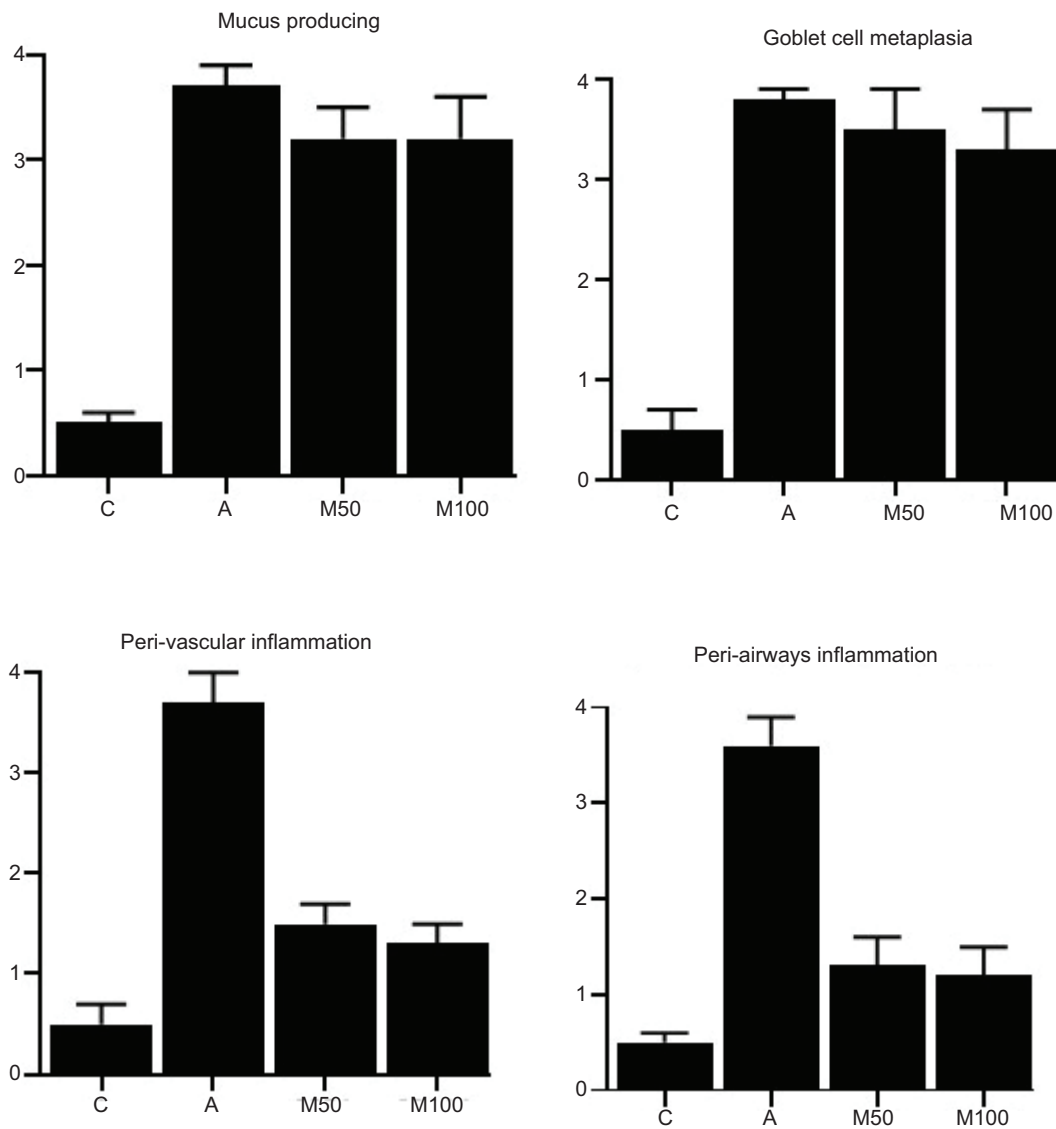 Mucus producing
4
3
2
1
0
C A M50 M100
Goblet cell metaplasia
4
3
2
1
0
C A M50 M100
Peri-vascular inflammation
4
3
2
1
0
C A M50 M100
Peri-airways inflammation
4
3
2
1
0
C A M50 M100